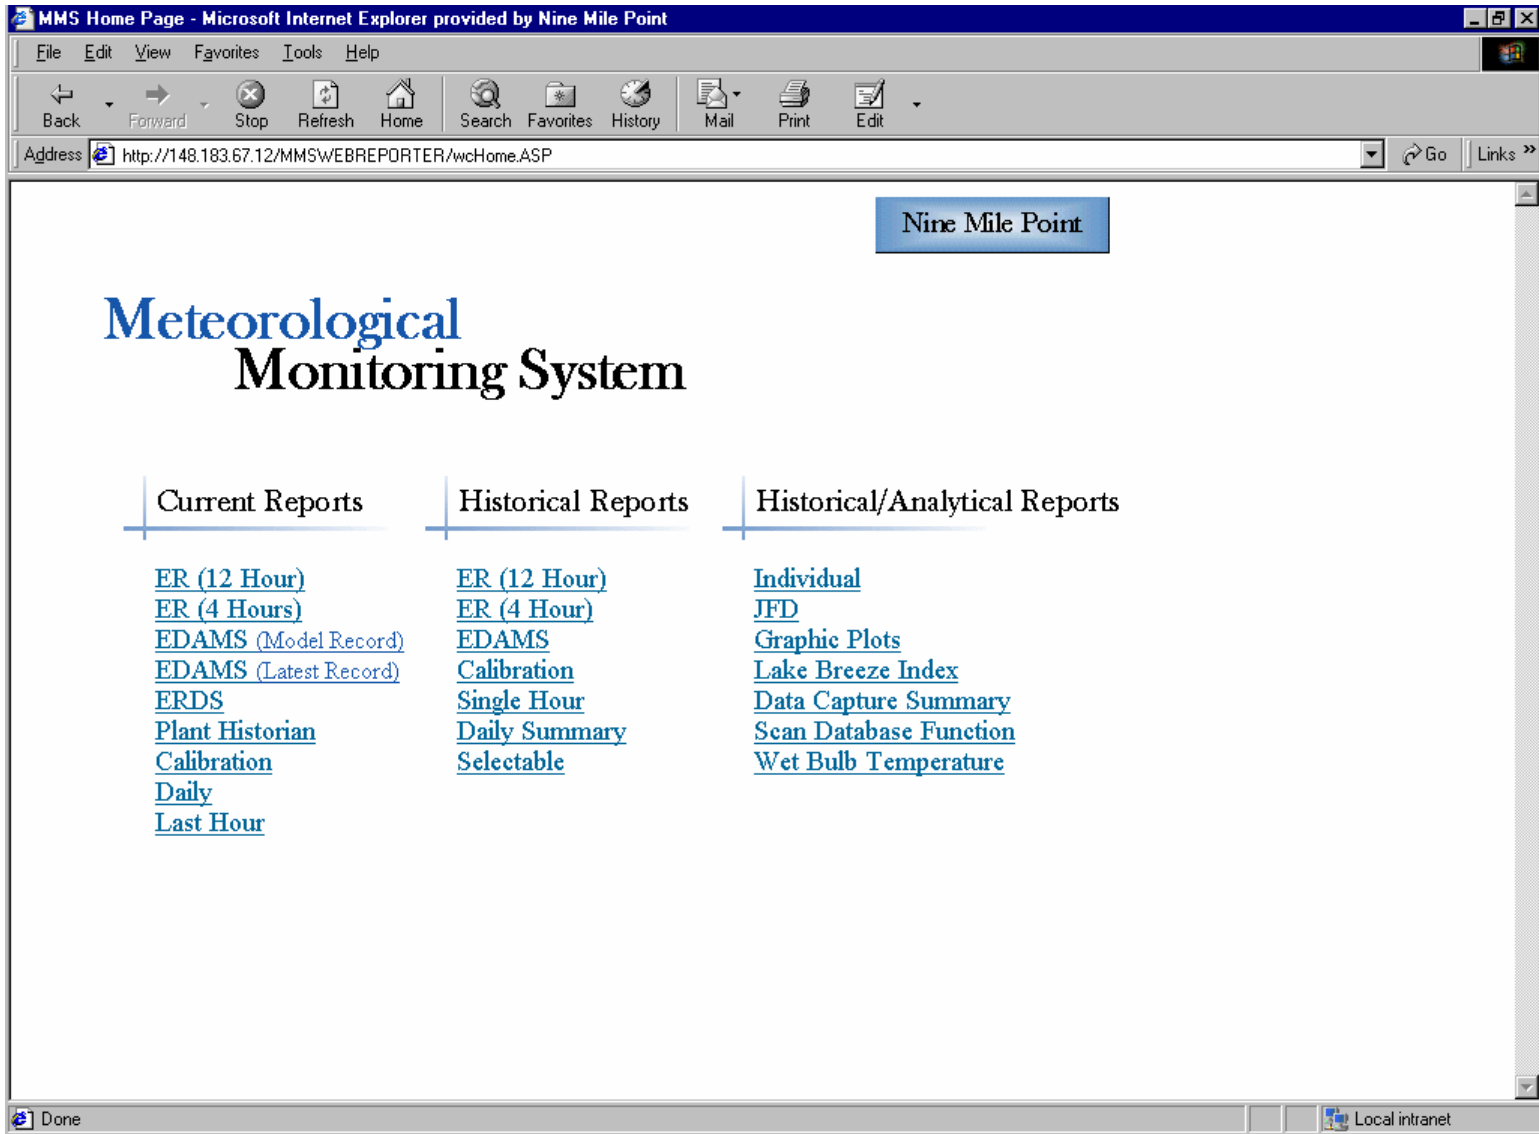 MMS Home Page - Microsoft Internet Explorer provided by Nine Mile Point
File Edit View Favorites Tools Help
Back Forward Stop Refresh Home Search Favorites History Mail Print Edit
Address http://148.183.67.12/MMSWEBREPORTER/wcHome.ASP Go Links »
Nine Mile Point
Meteorological
Monitoring System
Current Reports
ER (12 Hour)
ER (4 Hours)
EDAMS (Model Record)
EDAMS (Latest Record)
ERDS
Plant Historian
Calibration
Daily
Last Hour
Historical Reports
ER (12 Hour)
ER (4 Hour)
EDAMS
Calibration
Single Hour
Daily Summary
Selectable
Historical/Analytical Reports
Individual
JFD
Graphic Plots
Lake Breeze Index
Data Capture Summary
Scan Database Function
Wet Bulb Temperature
Done Local intranet